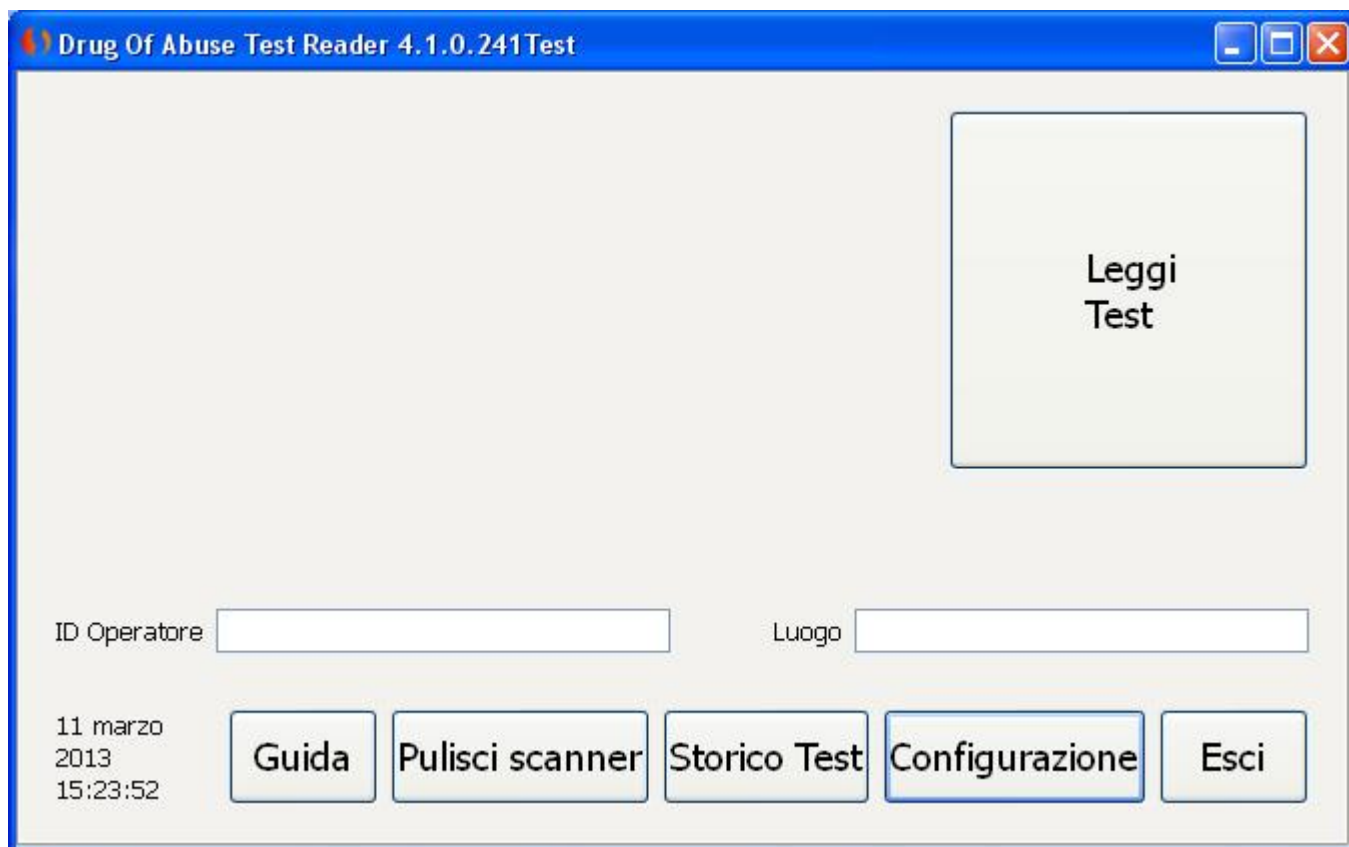 Drug Of Abuse Test Reader 4.1.0.241Test
Leggi
Test
ID Operatore
Luogo
11 marzo
2013
15:23:52
Guida
Pulisci scanner
Storico Test
Configurazione
Esci